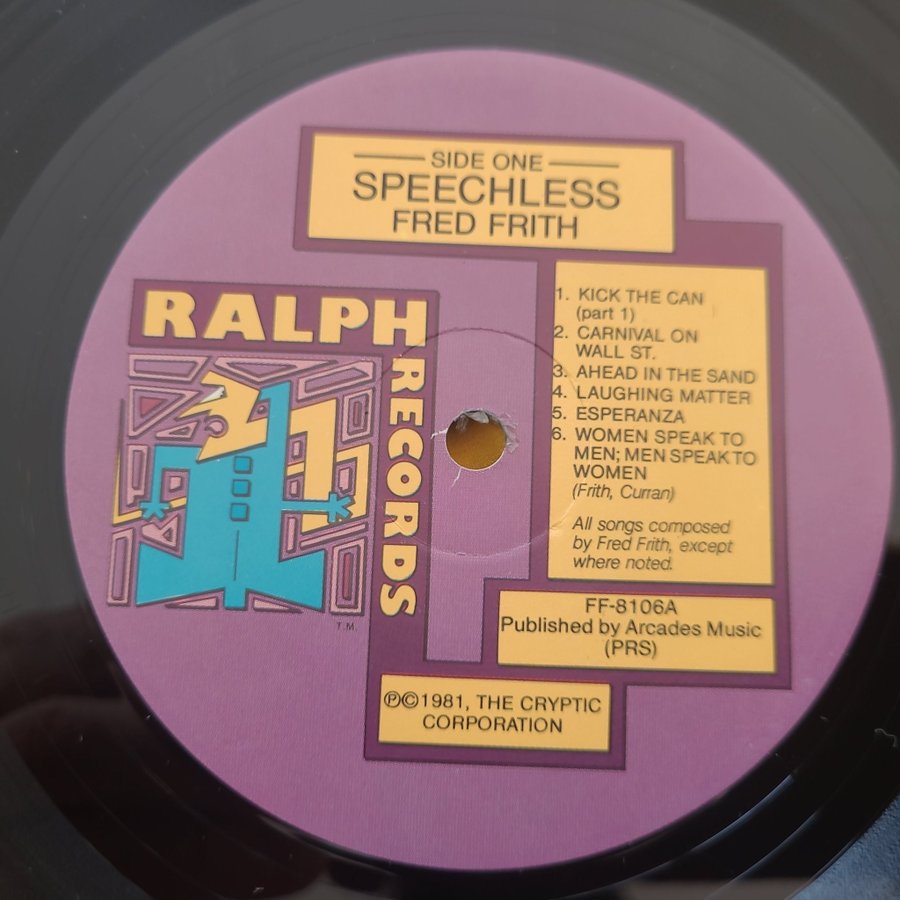 SIDE ONE
SPEECHLESS
FRED FRITH
RALPH
RECORDS
T.M.
1. KICK THE CAN
(part 1)
2. CARNIVAL ON
WALL ST.
3. AHEAD IN THE SAND
4. LAUGHING MATTER
5. ESPERANZA
6. WOMEN SPEAK TO
MEN; MEN SPEAK TO
WOMEN
(Frith, Curran)
All songs composed
by Fred Frith, except
where noted.
FF-8106A
Published by Arcades Music
(PRS)
℗©1981, THE CRYPTIC
CORPORATION